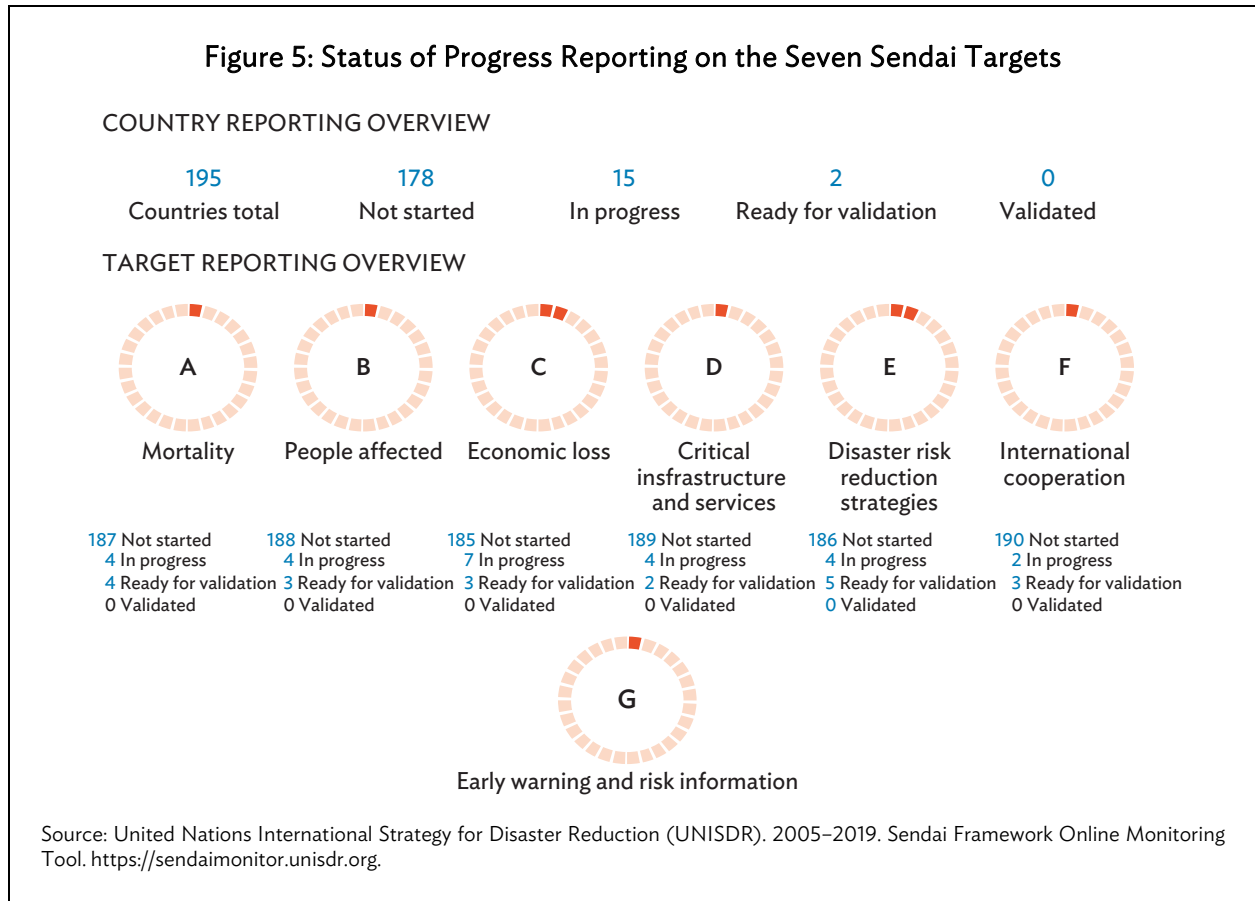 Figure 5: Status of Progress Reporting on the Seven Sendai Targets
COUNTRY REPORTING OVERVIEW
195 178 15 2 0
Countries total Not started In progress Ready for validation Validated
TARGET REPORTING OVERVIEW
A B C D E F
Mortality People affected Economic loss Critical Disaster risk International
insfrastructure reduction cooperation
and services strategies
187 Not started 188 Not started 185 Not started 189 Not started 186 Not started 190 Not started
4 In progress 4 In progress 7 In progress 4 In progress 4 In progress 2 In progress
4 Ready for validation 3 Ready for validation 3 Ready for validation 2 Ready for validation 5 Ready for validation 3 Ready for validation
0 Validated 0 Validated 0 Validated 0 Validated 0 Validated 0 Validated
G
Early warning and risk information
Source: United Nations International Strategy for Disaster Reduction (UNISDR). 2005–2019. Sendai Framework Online Monitoring
Tool. https://sendaimonitor.unisdr.org.